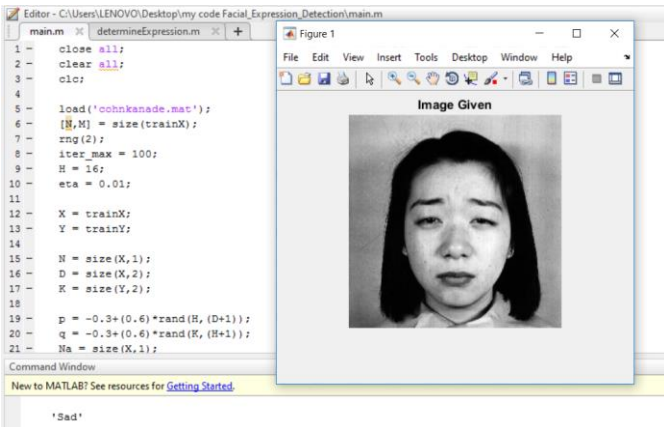 Editor - C:\Users\LENOVO\Desktop\my code Facial_Expression_Detection\main.m
main.m × determineExpression.m × +
1 - close all;
2 - clear all;
3 - clc;
4
5 - load('cohnkanade.mat');
6 - [N,M] = size(trainX);
7 - rng(2);
8 - iter_max = 100;
9 - H = 16;
10 - eta = 0.01;
11
12 - X = trainX;
13 - Y = trainY;
14
15 - N = size(X,1);
16 - D = size(X,2);
17 - K = size(Y,2);
18
19 - p = -0.3+(0.6)*rand(H,(D+1));
20 - q = -0.3+(0.6)*rand(K,(H+1));
21 - Na = size(X,1);
Figure 1
File Edit View Insert Tools Desktop Window Help
Image Given
Command Window
New to MATLAB? See resources for Getting Started.
'Sad'